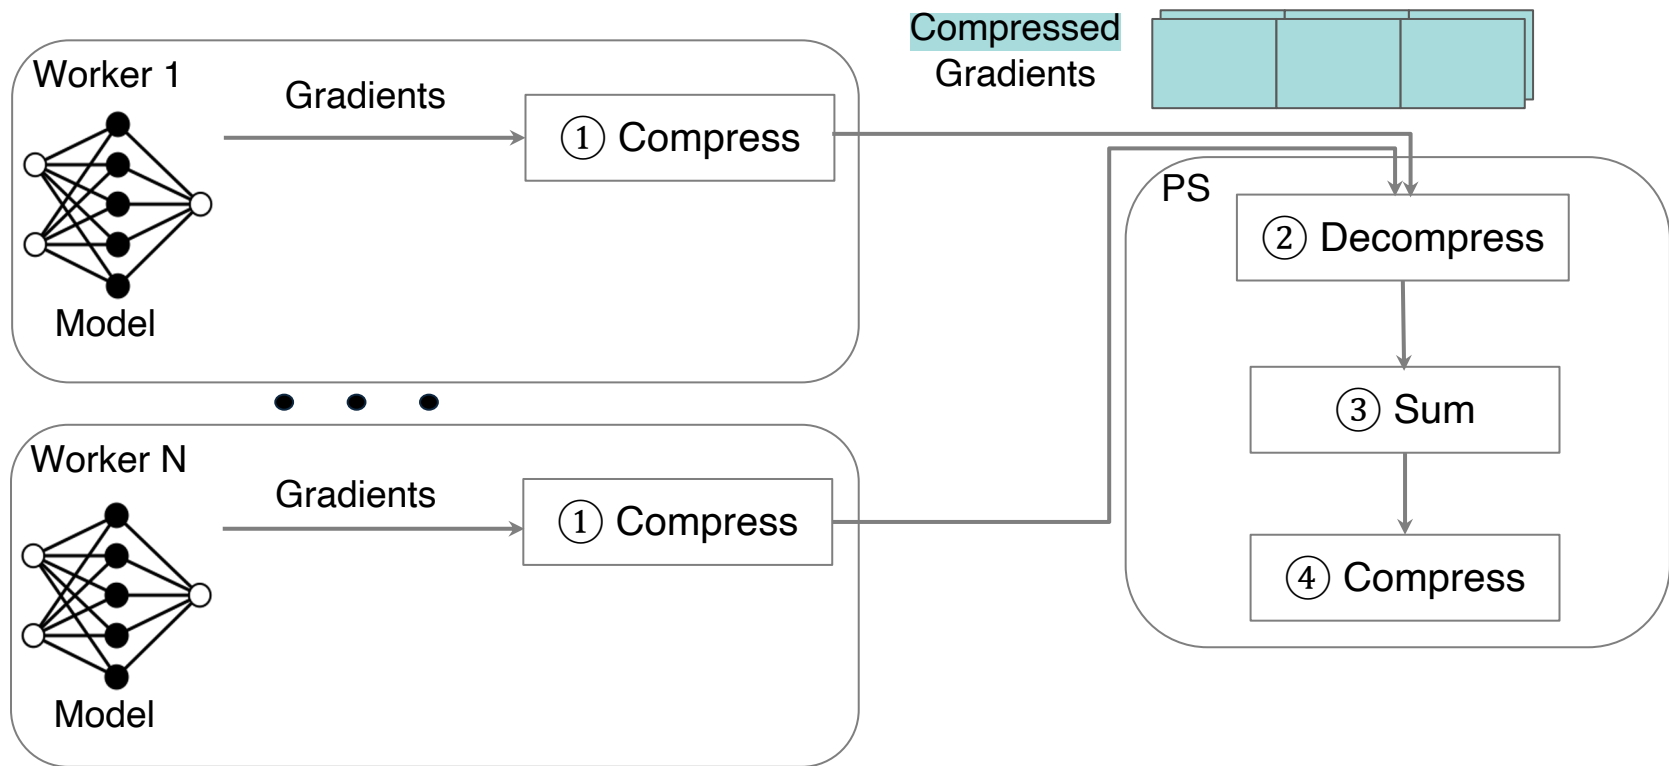 Worker 1
Gradients
① Compress
Model
Compressed
Gradients
PS
② Decompress
③ Sum
④ Compress
Worker N
Gradients
① Compress
Model